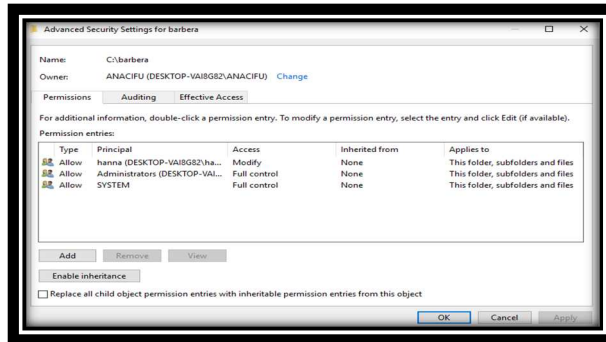 Advanced Security Settings for barbera
Name: C:\barbera
Owner: ANACIFU (DESKTOP-VAI8G82\ANACIFU) Change
Permissions Auditing Effective Access
For additional information, double-click a permission entry. To modify a permission entry, select the entry and click Edit (if available).
Permission entries:
Type Principal Access Inherited from Applies to
Allow hanna (DESKTOP-VAI8G82\ha... Modify None This folder, subfolders and files
Allow Administrators (DESKTOP-VAI... Full control None This folder, subfolders and files
Allow SYSTEM Full control None This folder, subfolders and files
Add Remove View
Enable inheritance
Replace all child object permission entries with inheritable permission entries from this object
OK Cancel Apply